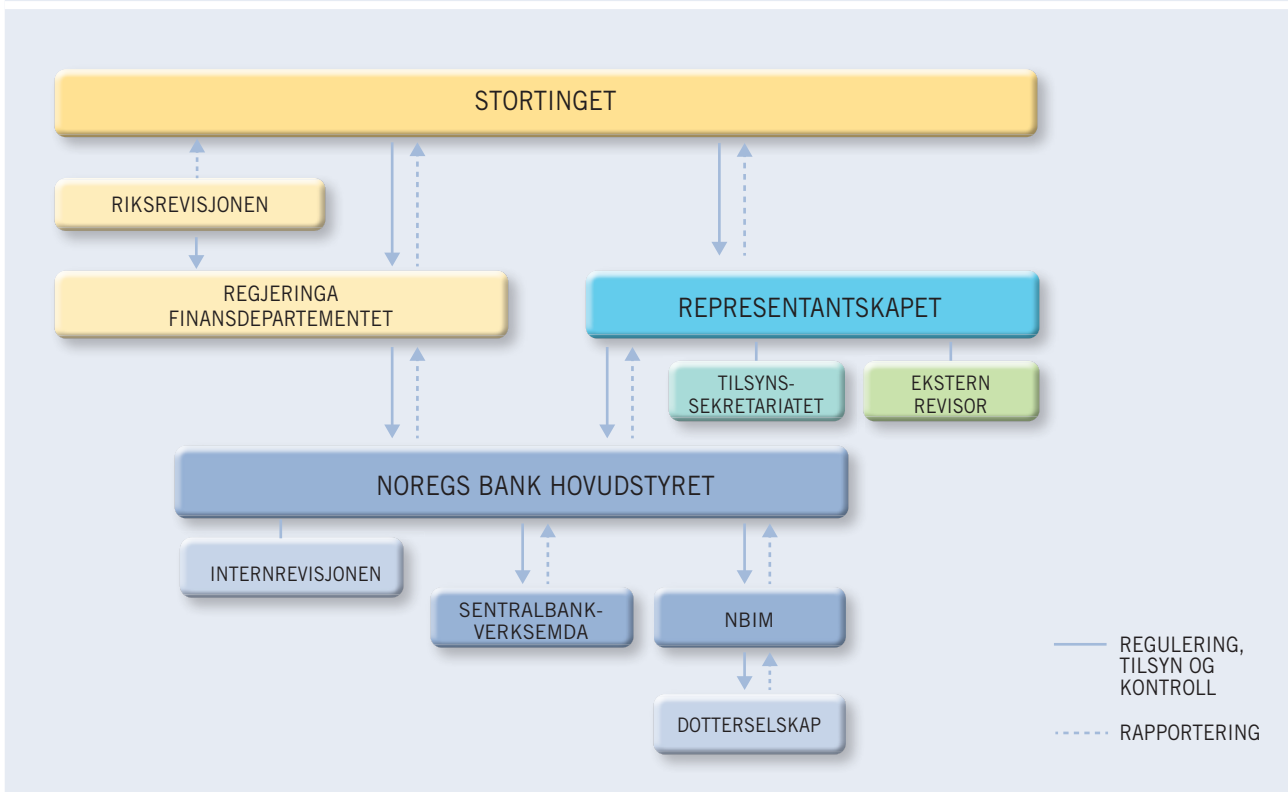 STORTINGET
RIKSREVISJONEN
REGJERINGA
FINANSDEPARTEMENTET
REPRESENTANTSKAPET
TILSYNS-
SEKRETARIATET
EKSTERN
REVISOR
NOREGS BANK HOVUDSTYRET
INTERNREVISJONEN
SENTRALBANK-
VERKSEMDA
NBIM
DOTTERSELSKAP
REGULERING,
TILSYN OG
KONTROLL
RAPPORTERING